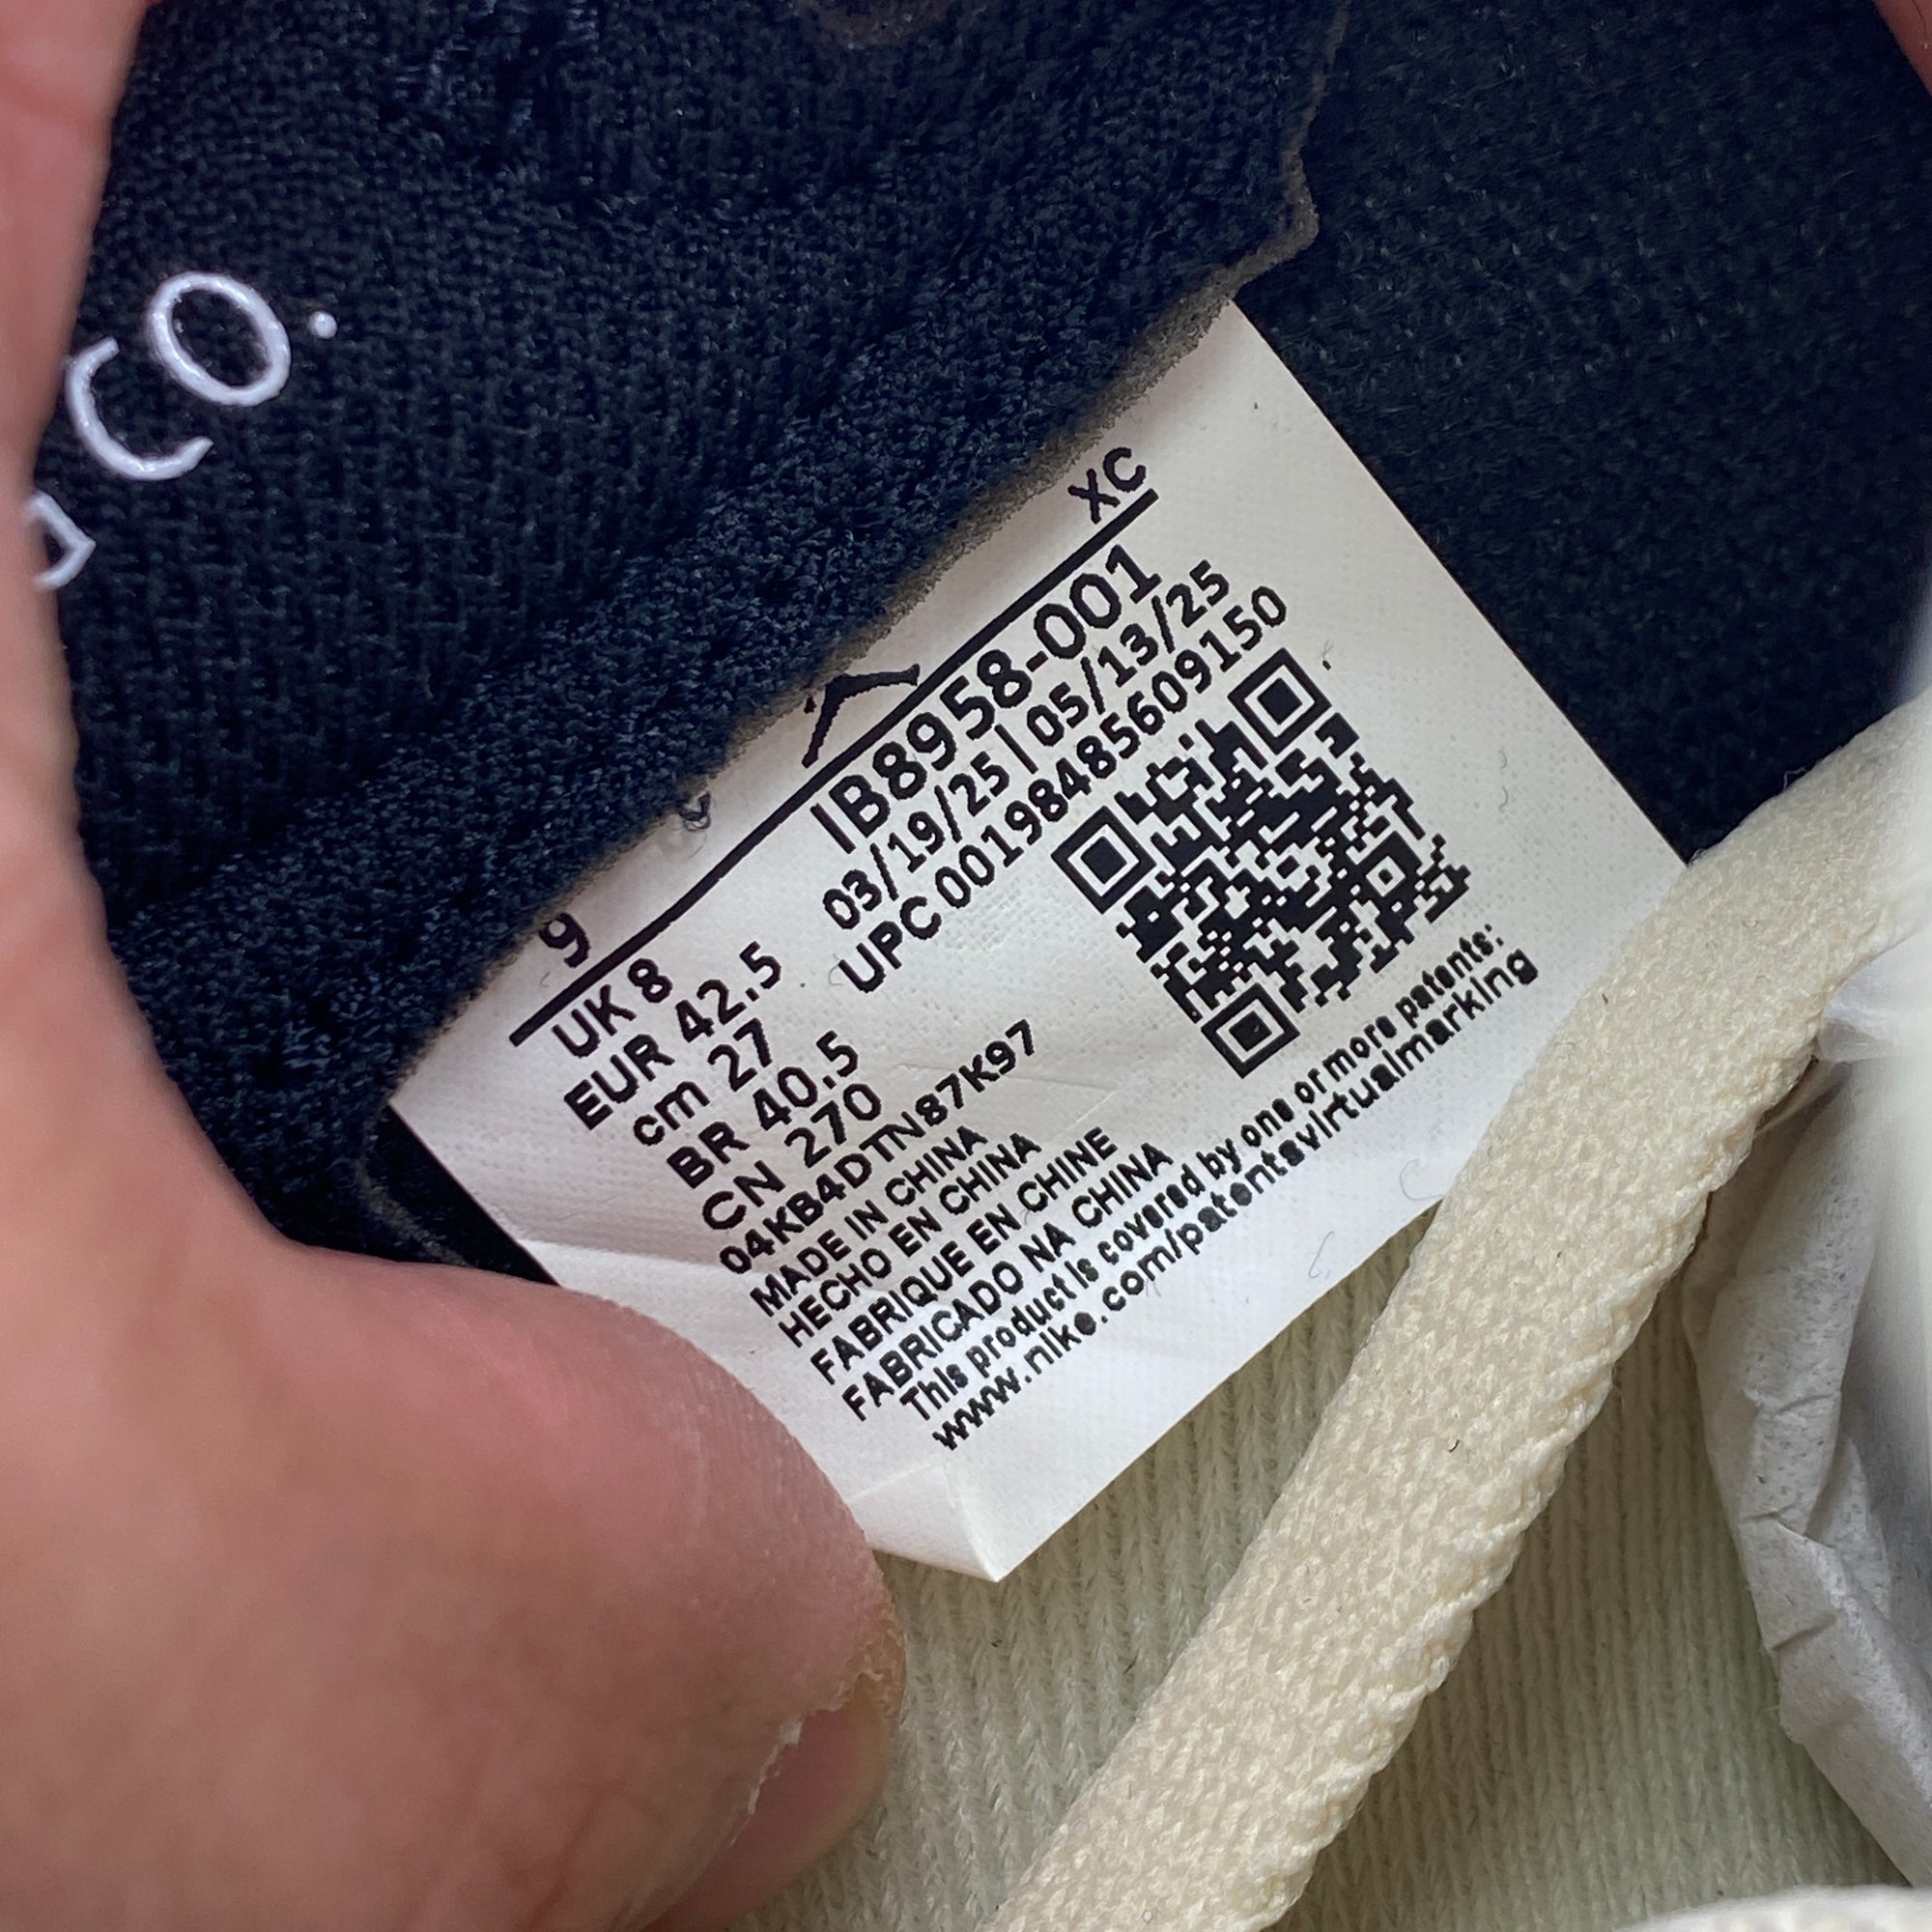 CO.
9 XC
UK 8
EUR 42.5
cm 27
BR 40.5
CN 270
IB8958-001
03/19/25 | 05/13/25
UPC 00198485609150
04KB4DTN87K97
MADE IN CHINA
HECHO EN CHINA
FABRIQUE EN CHINE
FABRICADO NA CHINA
This product is covered by one or more patents:
www.nike.com/patentsvirtualmarking